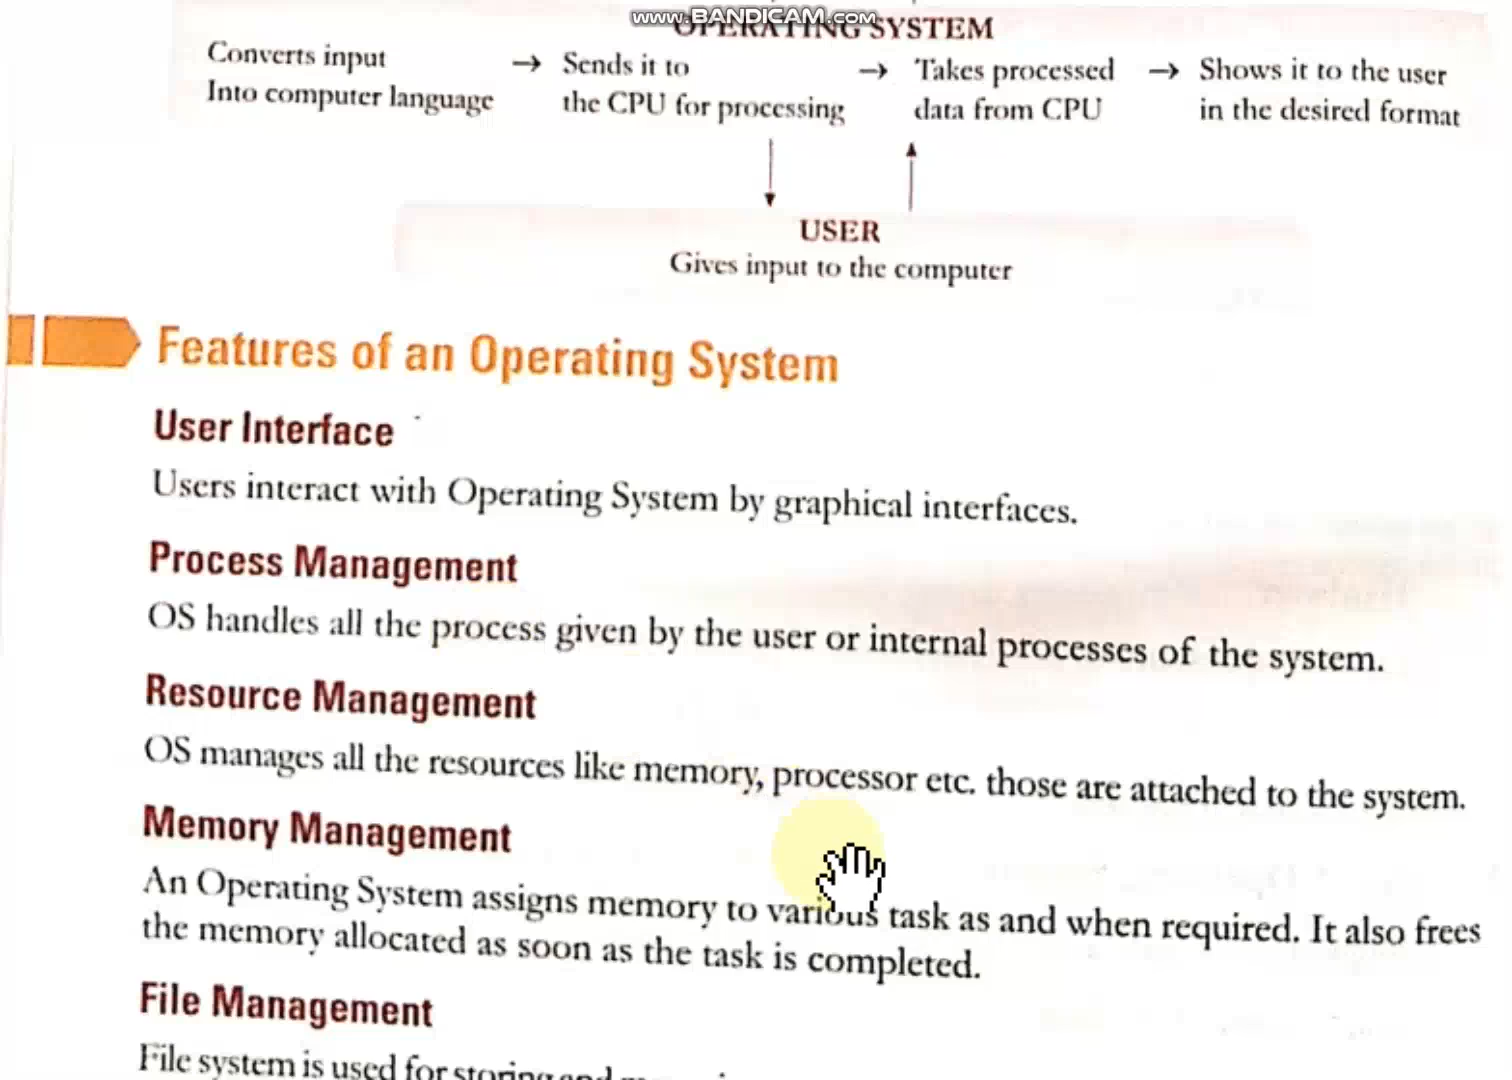 www.BANDICAM.com
OPERATING SYSTEM
Converts input → Sends it to → Takes processed → Shows it to the user
Into computer language the CPU for processing data from CPU in the desired format
USER
Gives input to the computer
Features of an Operating System
User Interface
Users interact with Operating System by graphical interfaces.
Process Management
OS handles all the process given by the user or internal processes of the system.
Resource Management
OS manages all the resources like memory, processor etc. those are attached to the system.
Memory Management
An Operating System assigns memory to various task as and when required. It also frees
the memory allocated as soon as the task is completed.
File Management
File system is used for storing and